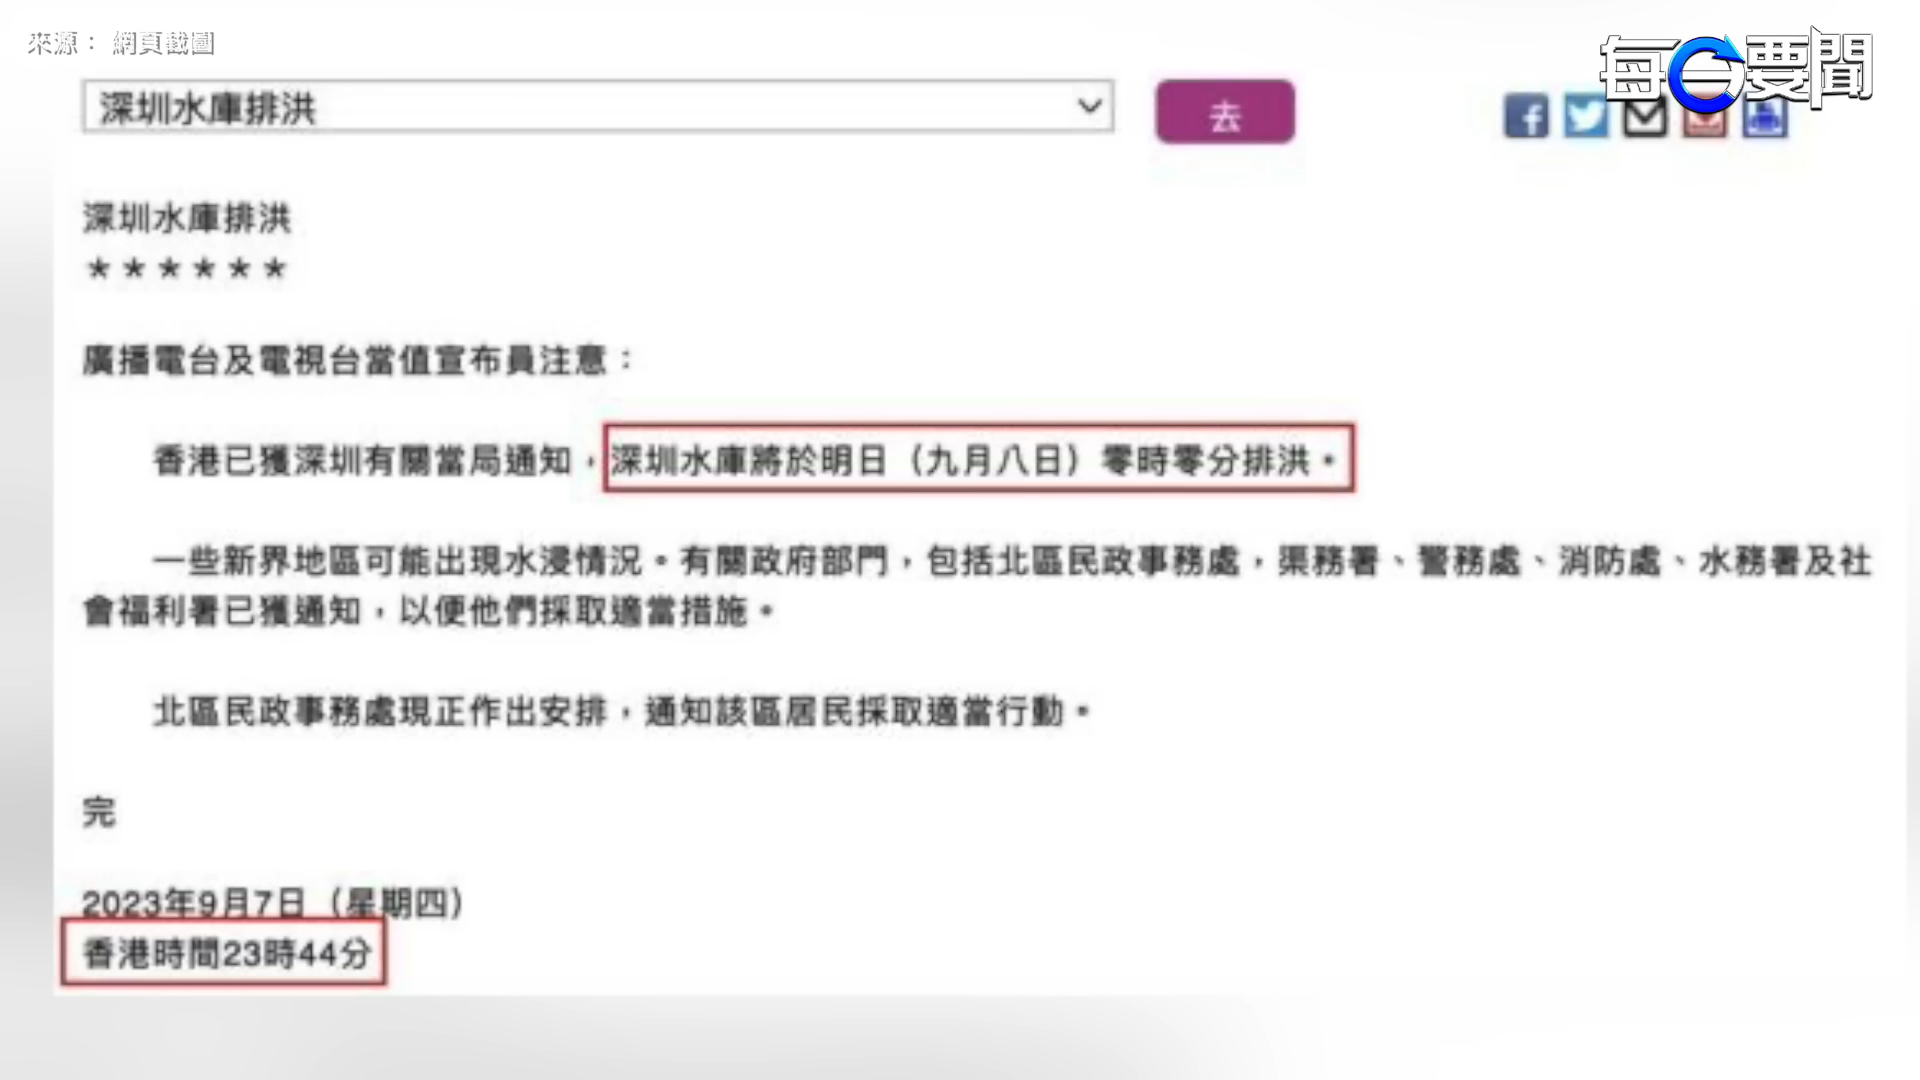 來源： 網頁截圖
每日要聞
深圳水庫排洪
去
深圳水庫排洪
＊＊＊＊＊＊
廣播電台及電視台當值宣布員注意：
香港已獲深圳有關當局通知，深圳水庫將於明日（九月八日）零時零分排洪。
一些新界地區可能出現水浸情況。有關政府部門，包括北區民政事務處，渠務署、警務處、消防處、水務署及社
會福利署已獲通知，以便他們採取適當措施。
北區民政事務處現正作出安排，通知該區居民採取適當行動。
完
2023年9月7日（星期四）
香港時間23時44分